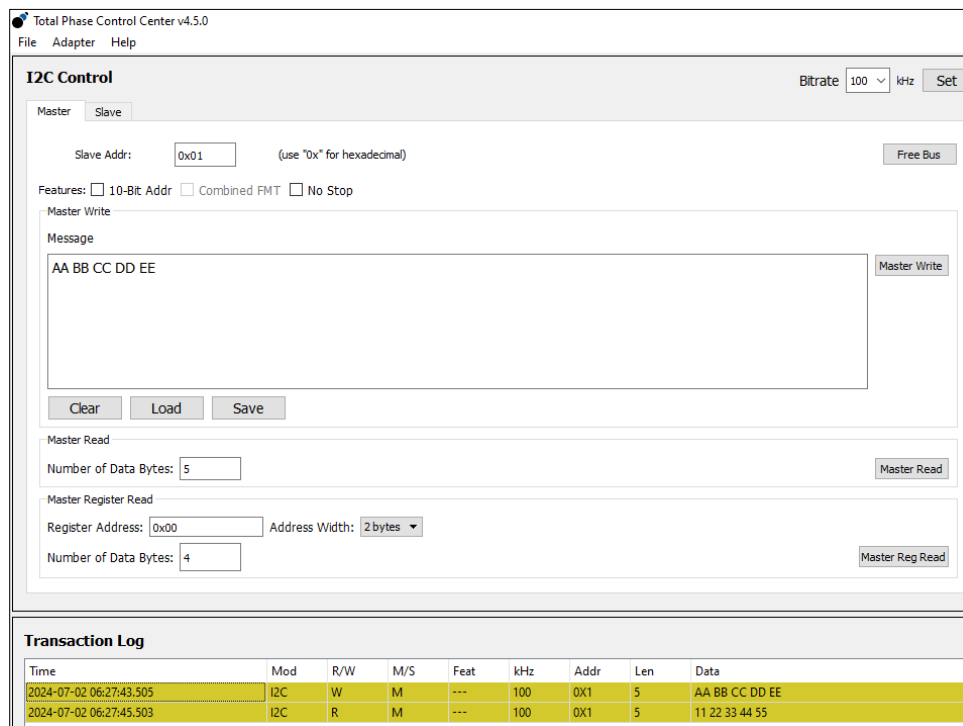 Total Phase Control Center v4.5.0
File Adapter Help
I2C Control
Bitrate 100 kHz Set
Master Slave
Slave Addr: 0x01 (use "0x" for hexadecimal) Free Bus
Features: 10-Bit Addr Combined FMT No Stop
Master Write
Message
AA BB CC DD EE Master Write
Clear Load Save
Master Read
Number of Data Bytes: 5 Master Read
Master Register Read
Register Address: 0x00 Address Width: 2 bytes
Number of Data Bytes: 4 Master Reg Read
Transaction Log
Time Mod R/W M/S Feat kHz Addr Len Data
2024-07-02 06:27:43.505 I2C W M --- 100 0X1 5 AA BB CC DD EE
2024-07-02 06:27:45.503 I2C R M --- 100 0X1 5 11 22 33 44 55